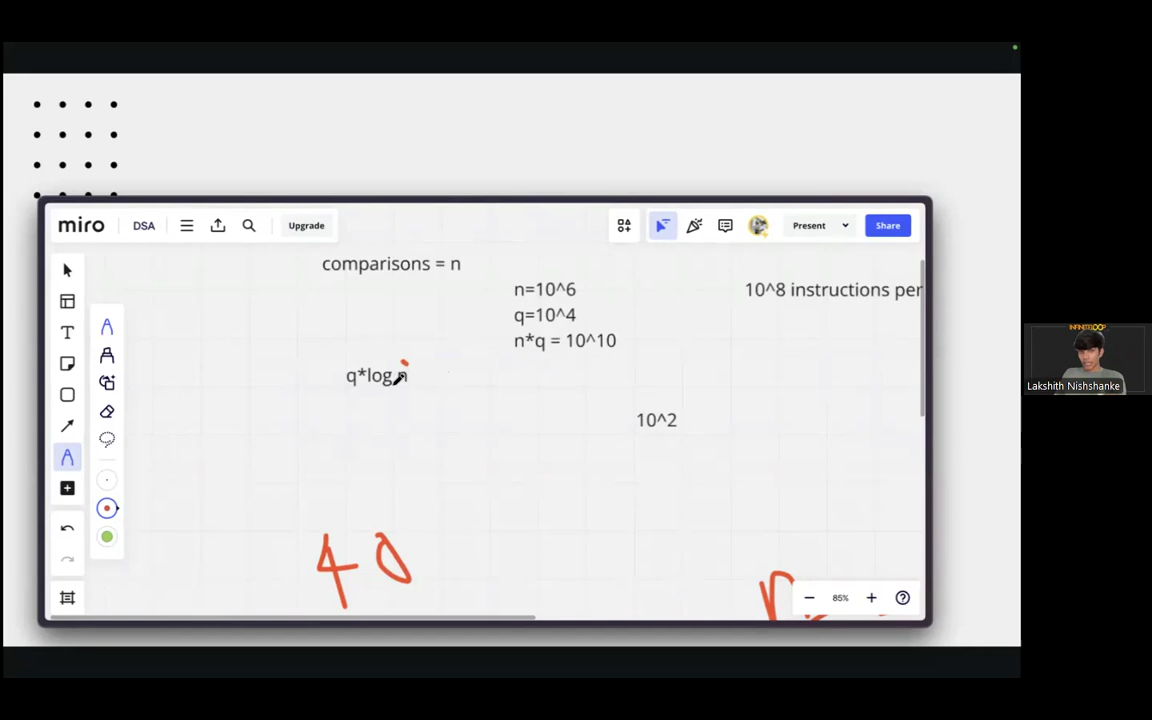 miro DSA Upgrade Present Share
comparisons = n
n=10^6
q=10^4
n*q = 10^10
10^8 instructions per
q*log n
10^2
40
85%
INFINITELOOP
Lakshith Nishshanke